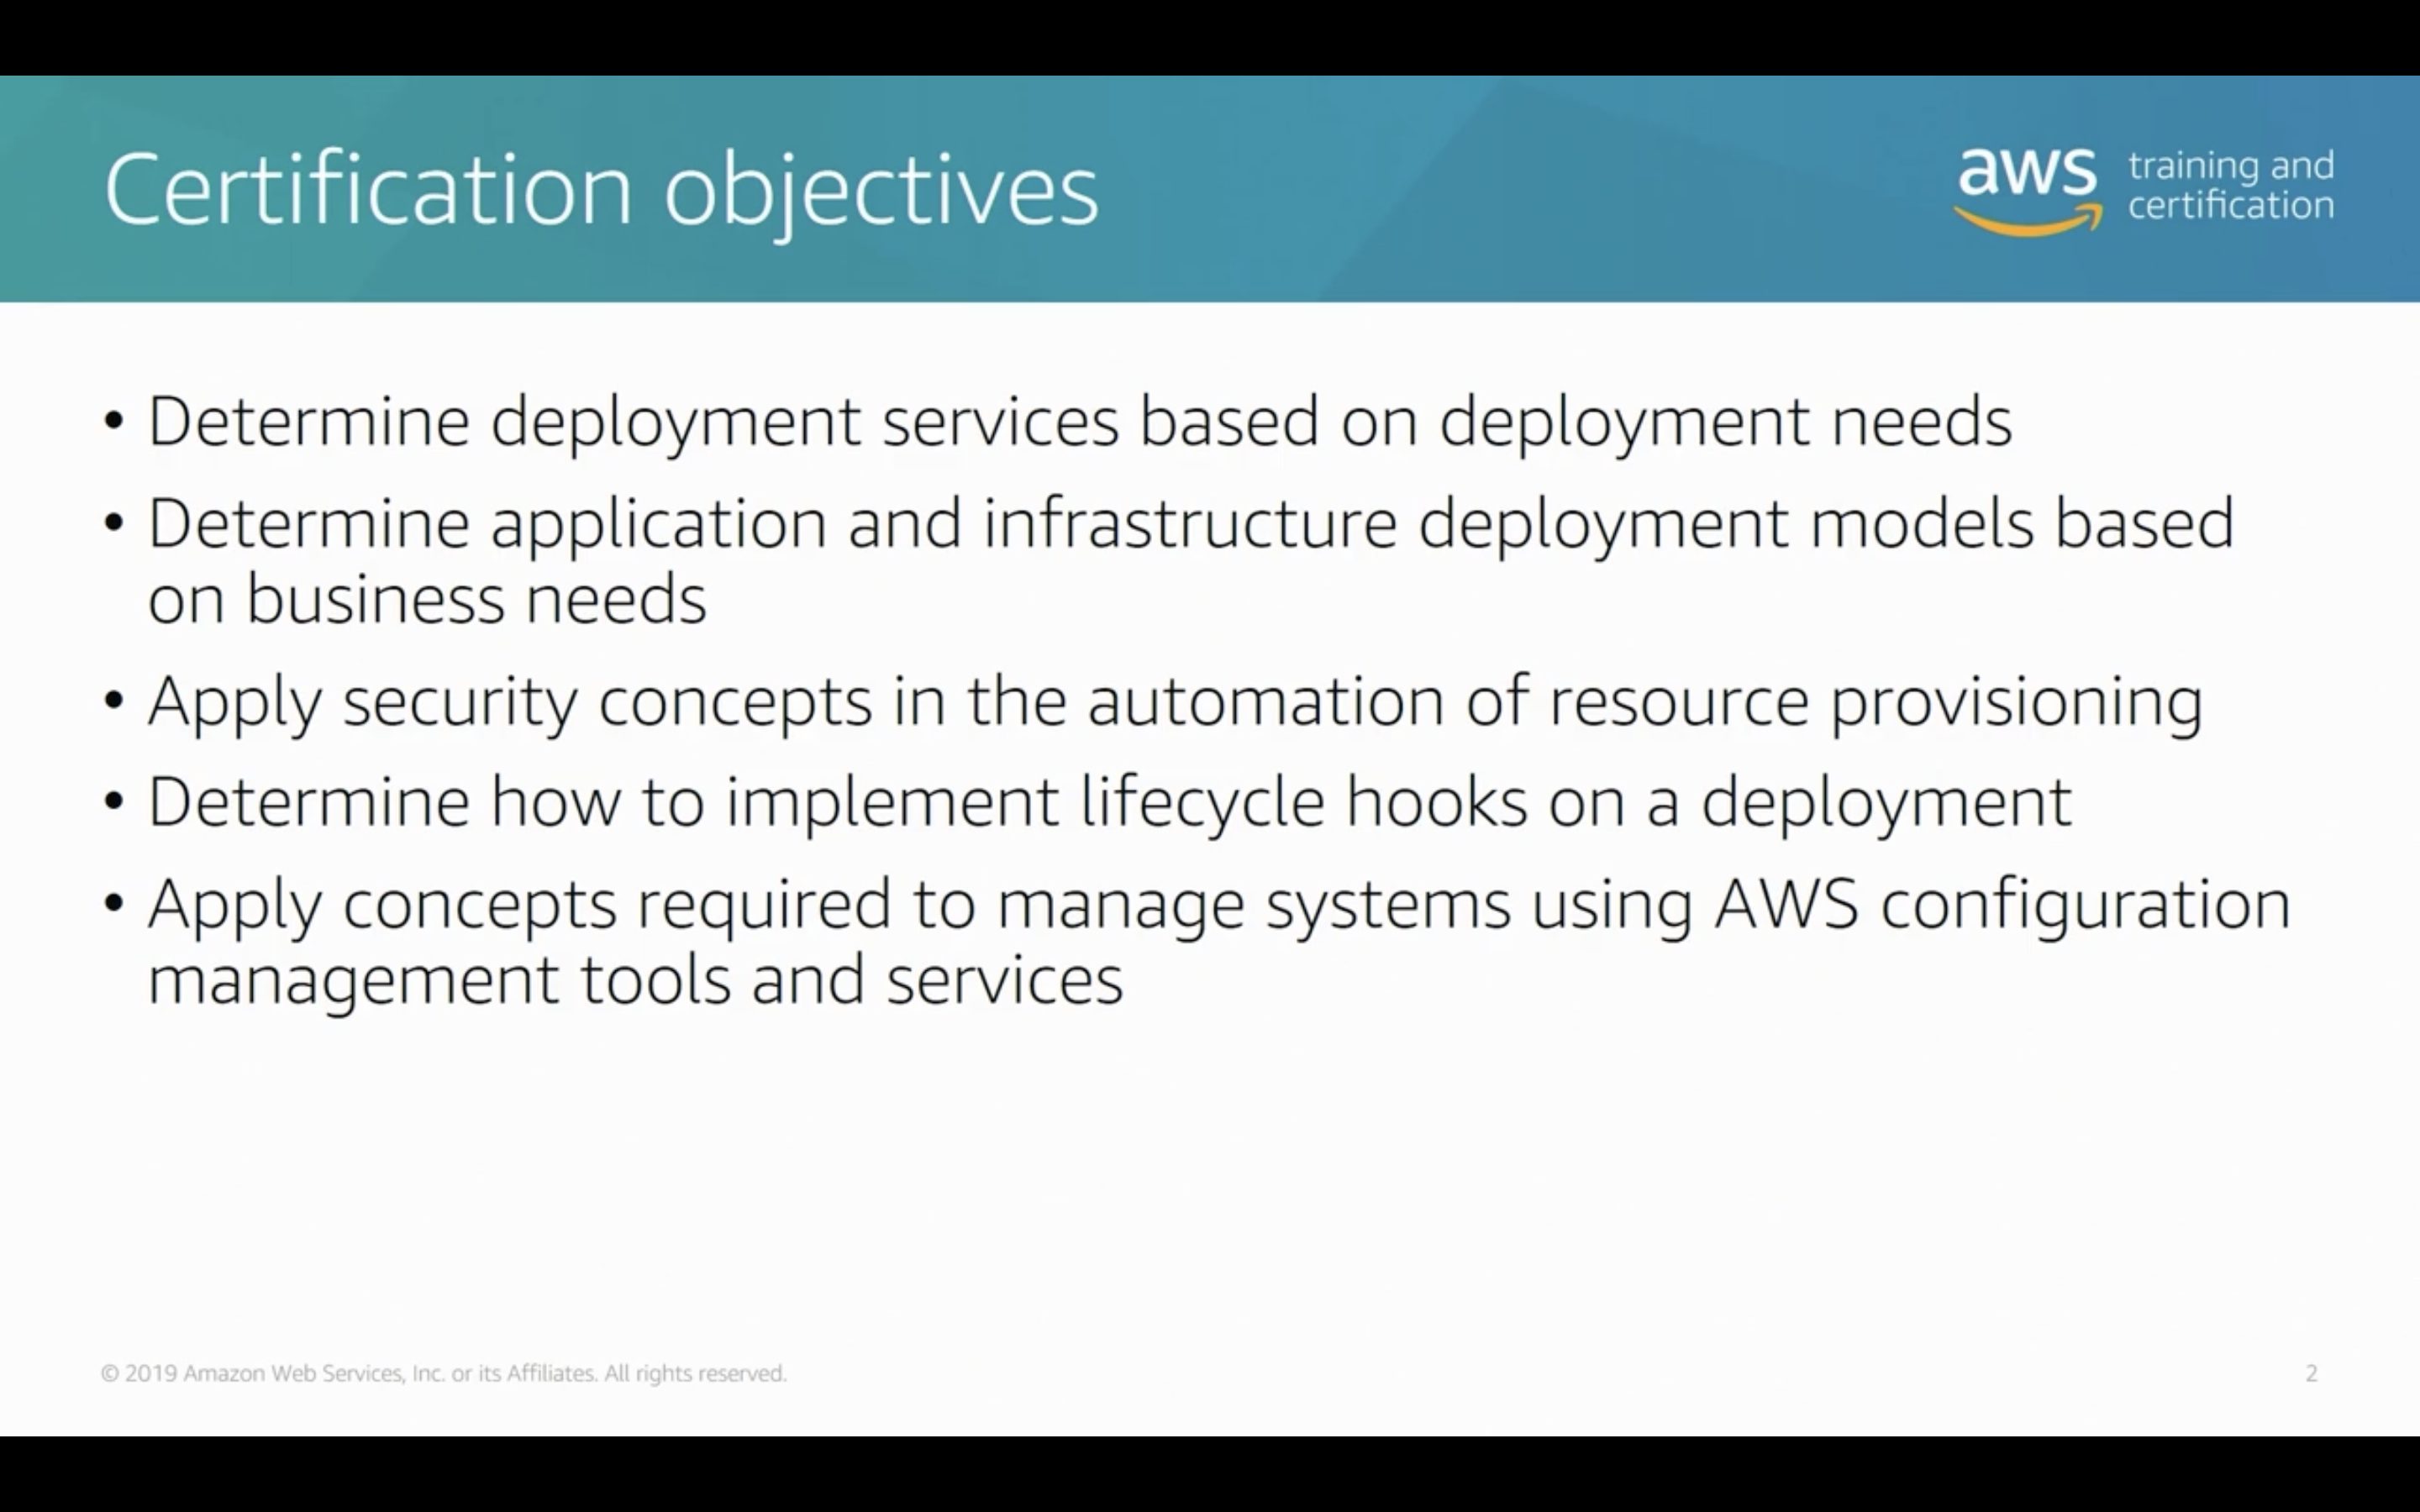 Certification objectives
aws training and
certification
• Determine deployment services based on deployment needs
• Determine application and infrastructure deployment models based
on business needs
• Apply security concepts in the automation of resource provisioning
• Determine how to implement lifecycle hooks on a deployment
• Apply concepts required to manage systems using AWS configuration
management tools and services
© 2019 Amazon Web Services, Inc. or its Affiliates. All rights reserved.
2